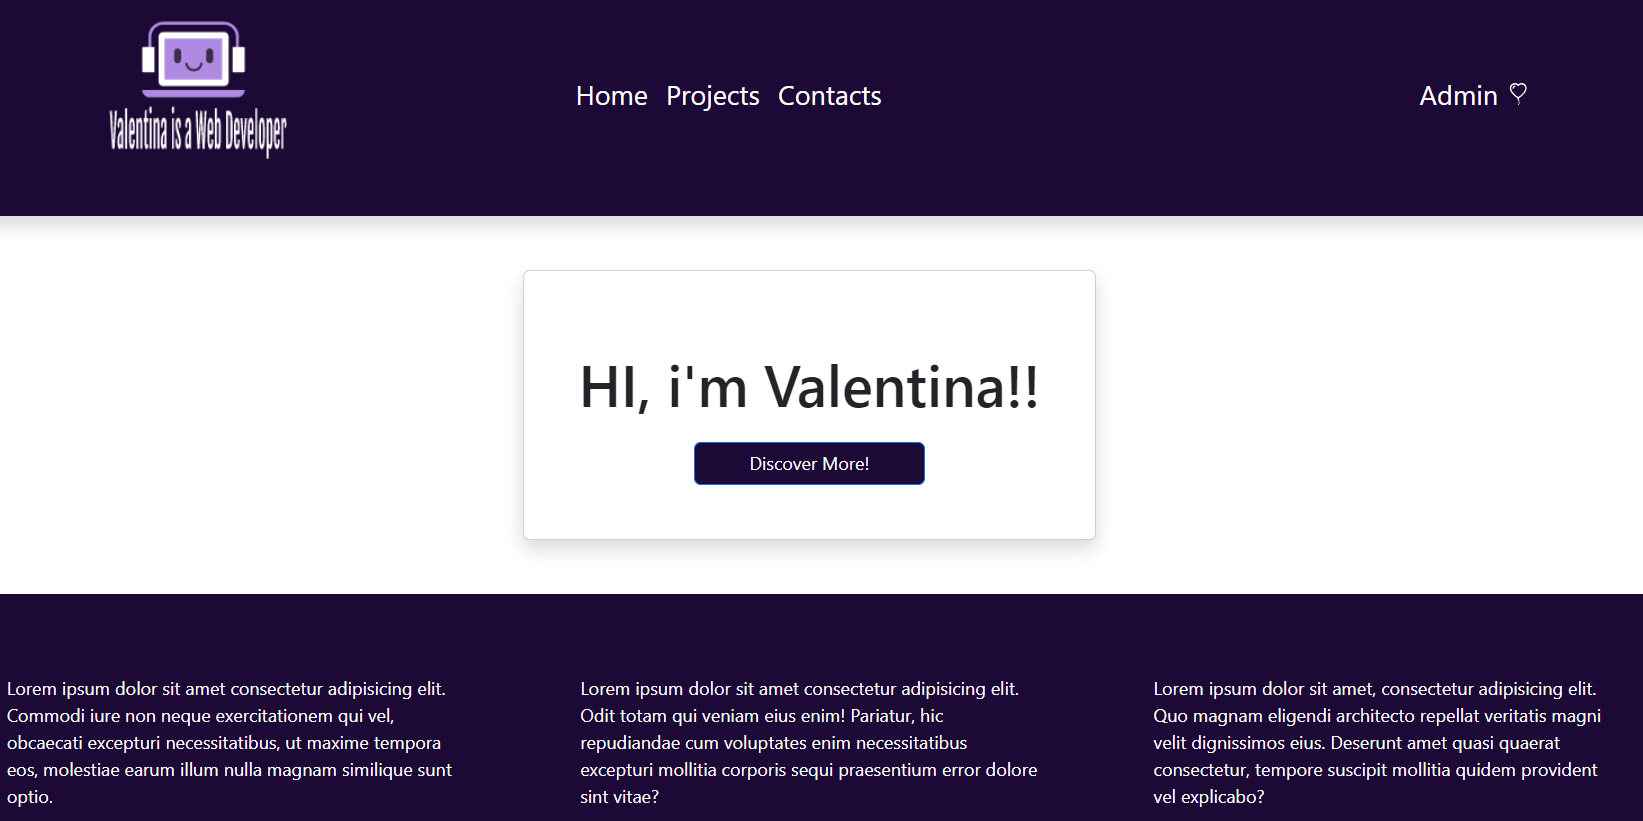 Valentina is a Web Developer
Home Projects Contacts
Admin
HI, i'm Valentina!!
Discover More!
Lorem ipsum dolor sit amet consectetur adipisicing elit.
Commodi iure non neque exercitationem qui vel,
obcaecati excepturi necessitatibus, ut maxime tempora
eos, molestiae earum illum nulla magnam similique sunt
optio.
Lorem ipsum dolor sit amet consectetur adipisicing elit.
Odit totam qui veniam eius enim! Pariatur, hic
repudiandae cum voluptates enim necessitatibus
excepturi mollitia corporis sequi praesentium error dolore
sint vitae?
Lorem ipsum dolor sit amet, consectetur adipisicing elit.
Quo magnam eligendi architecto repellat veritatis magni
velit dignissimos eius. Deserunt amet quasi quaerat
consectetur, tempore suscipit mollitia quidem provident
vel explicabo?